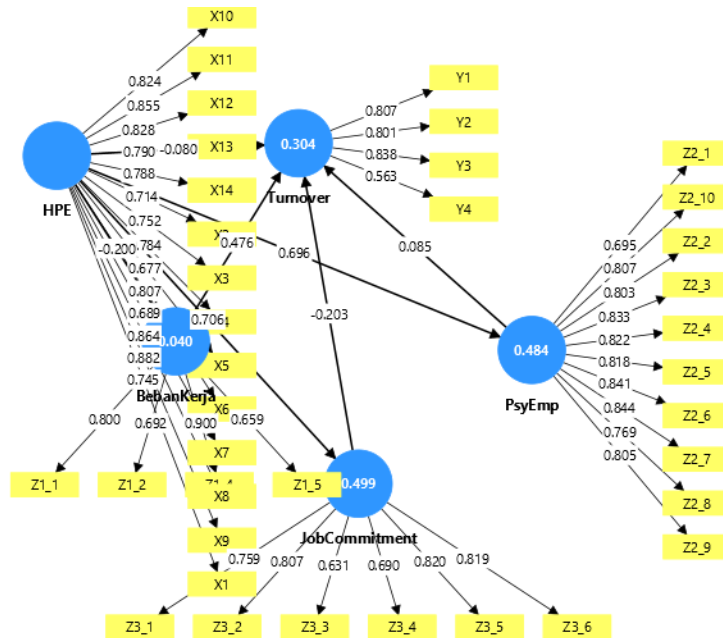 X10
X11
X12
X13
X14
X3
X5
X6
X7
X8
X9
X1
HPE
0.824
0.855
0.828
0.790
-0.080
0.788
0.714
0.752
0.784
0.677
0.807
0.689
0.864
0.882
0.745
-0.200
0.476
0.696
0.706
0.304
Turnover
0.807
0.801
0.838
0.563
Y1
Y2
Y3
Y4
0.085
-0.203
0.040
BebanKerja
0.800
0.692
0.900
0.659
Z1_1
Z1_2
Z1_5
0.484
PsyEmp
0.695
0.807
0.803
0.833
0.822
0.818
0.841
0.844
0.769
0.805
Z2_1
Z2_10
Z2_2
Z2_3
Z2_4
Z2_5
Z2_6
Z2_7
Z2_8
Z2_9
0.499
JobCommitment
0.759
0.807
0.631
0.690
0.820
0.819
Z3_1
Z3_2
Z3_3
Z3_4
Z3_5
Z3_6